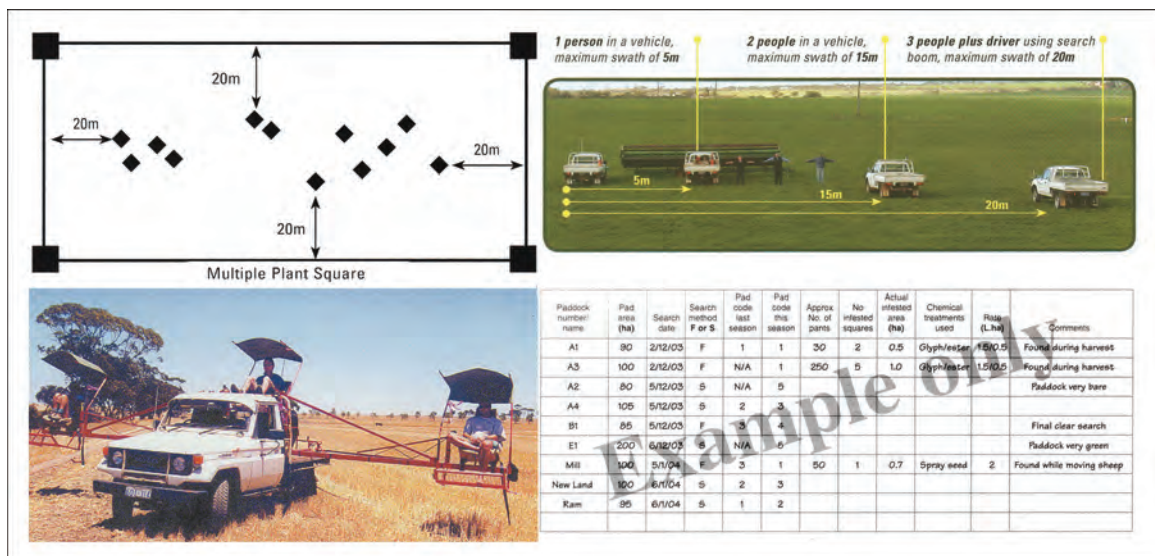 20m
20m
20m
20m
Multiple Plant Square
1 person in a vehicle,
maximum swath of 5m
2 people in a vehicle,
maximum swath of 15m
3 people plus driver using search
boom, maximum swath of 20m
5m
15m
20m
Paddock number/ name Pad area (ha) Search date Search method F or S Pad code last season Pad code this season Approx No. of pants No infested squares Actual infested area (ha) Chemical treatments used Rate (L.ha) Comments
A1 90 2/12/03 F 1 1 30 2 0.5 Glyph/ester 1.5/0.5 Found during harvest
A3 100 2/12/03 F N/A 1 250 5 1.0 Glyph/ester 1.5/0.5 Found during harvest
A2 80 5/12/03 S N/A 5 Paddock very bare
A4 105 5/12/03 S 2 3
B1 85 5/12/03 S 3 4 Final clear search
E1 200 6/12/03 S N/A Paddock very green
Mill 100 5/1/04 F 3 1 50 1 0.7 Spray seed 2 Found while moving sheep
New Land 100 6/1/04 S 2 3
Ram 95 6/1/04 S 1 2
Example only